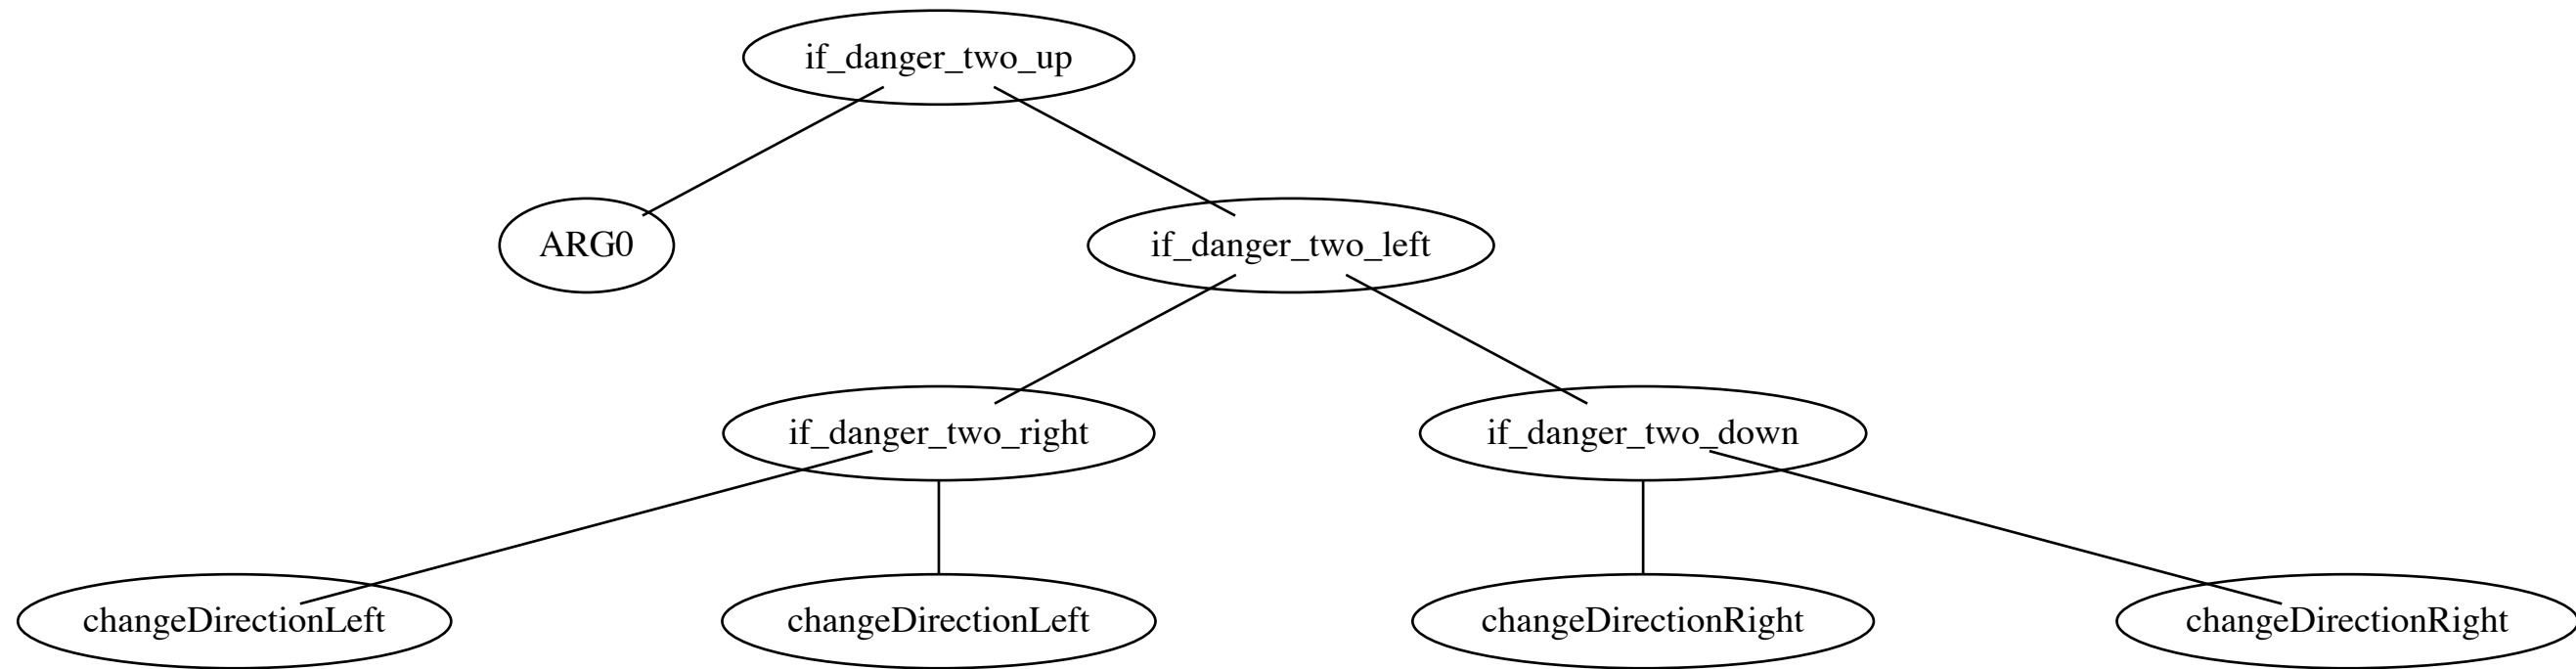 if_danger_two_up
ARG0
if_danger_two_left
if_danger_two_right
if_danger_two_down
changeDirectionLeft
changeDirectionLeft
changeDirectionRight
changeDirectionRight